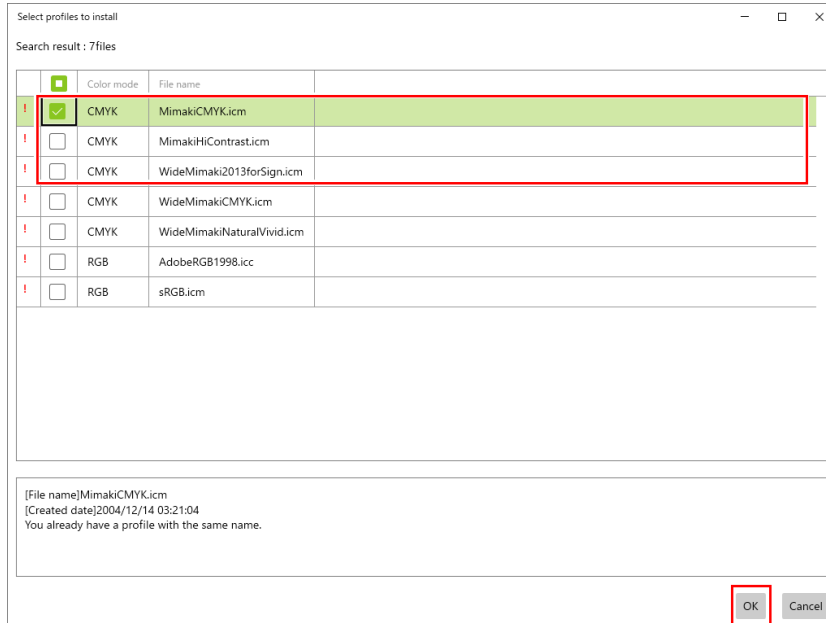 Select profiles to install
Search result : 7files
Color mode File name
! CMYK MimakiCMYK.icm
! CMYK MimakiHiContrast.icm
! CMYK WideMimaki2013forSign.icm
! CMYK WideMimakiCMYK.icm
! CMYK WideMimakiNaturalVivid.icm
! RGB AdobeRGB1998.icc
! RGB sRGB.icm
[File name]MimakiCMYK.icm
[Created date]2004/12/14 03:21:04
You already have a profile with the same name.
OK Cancel